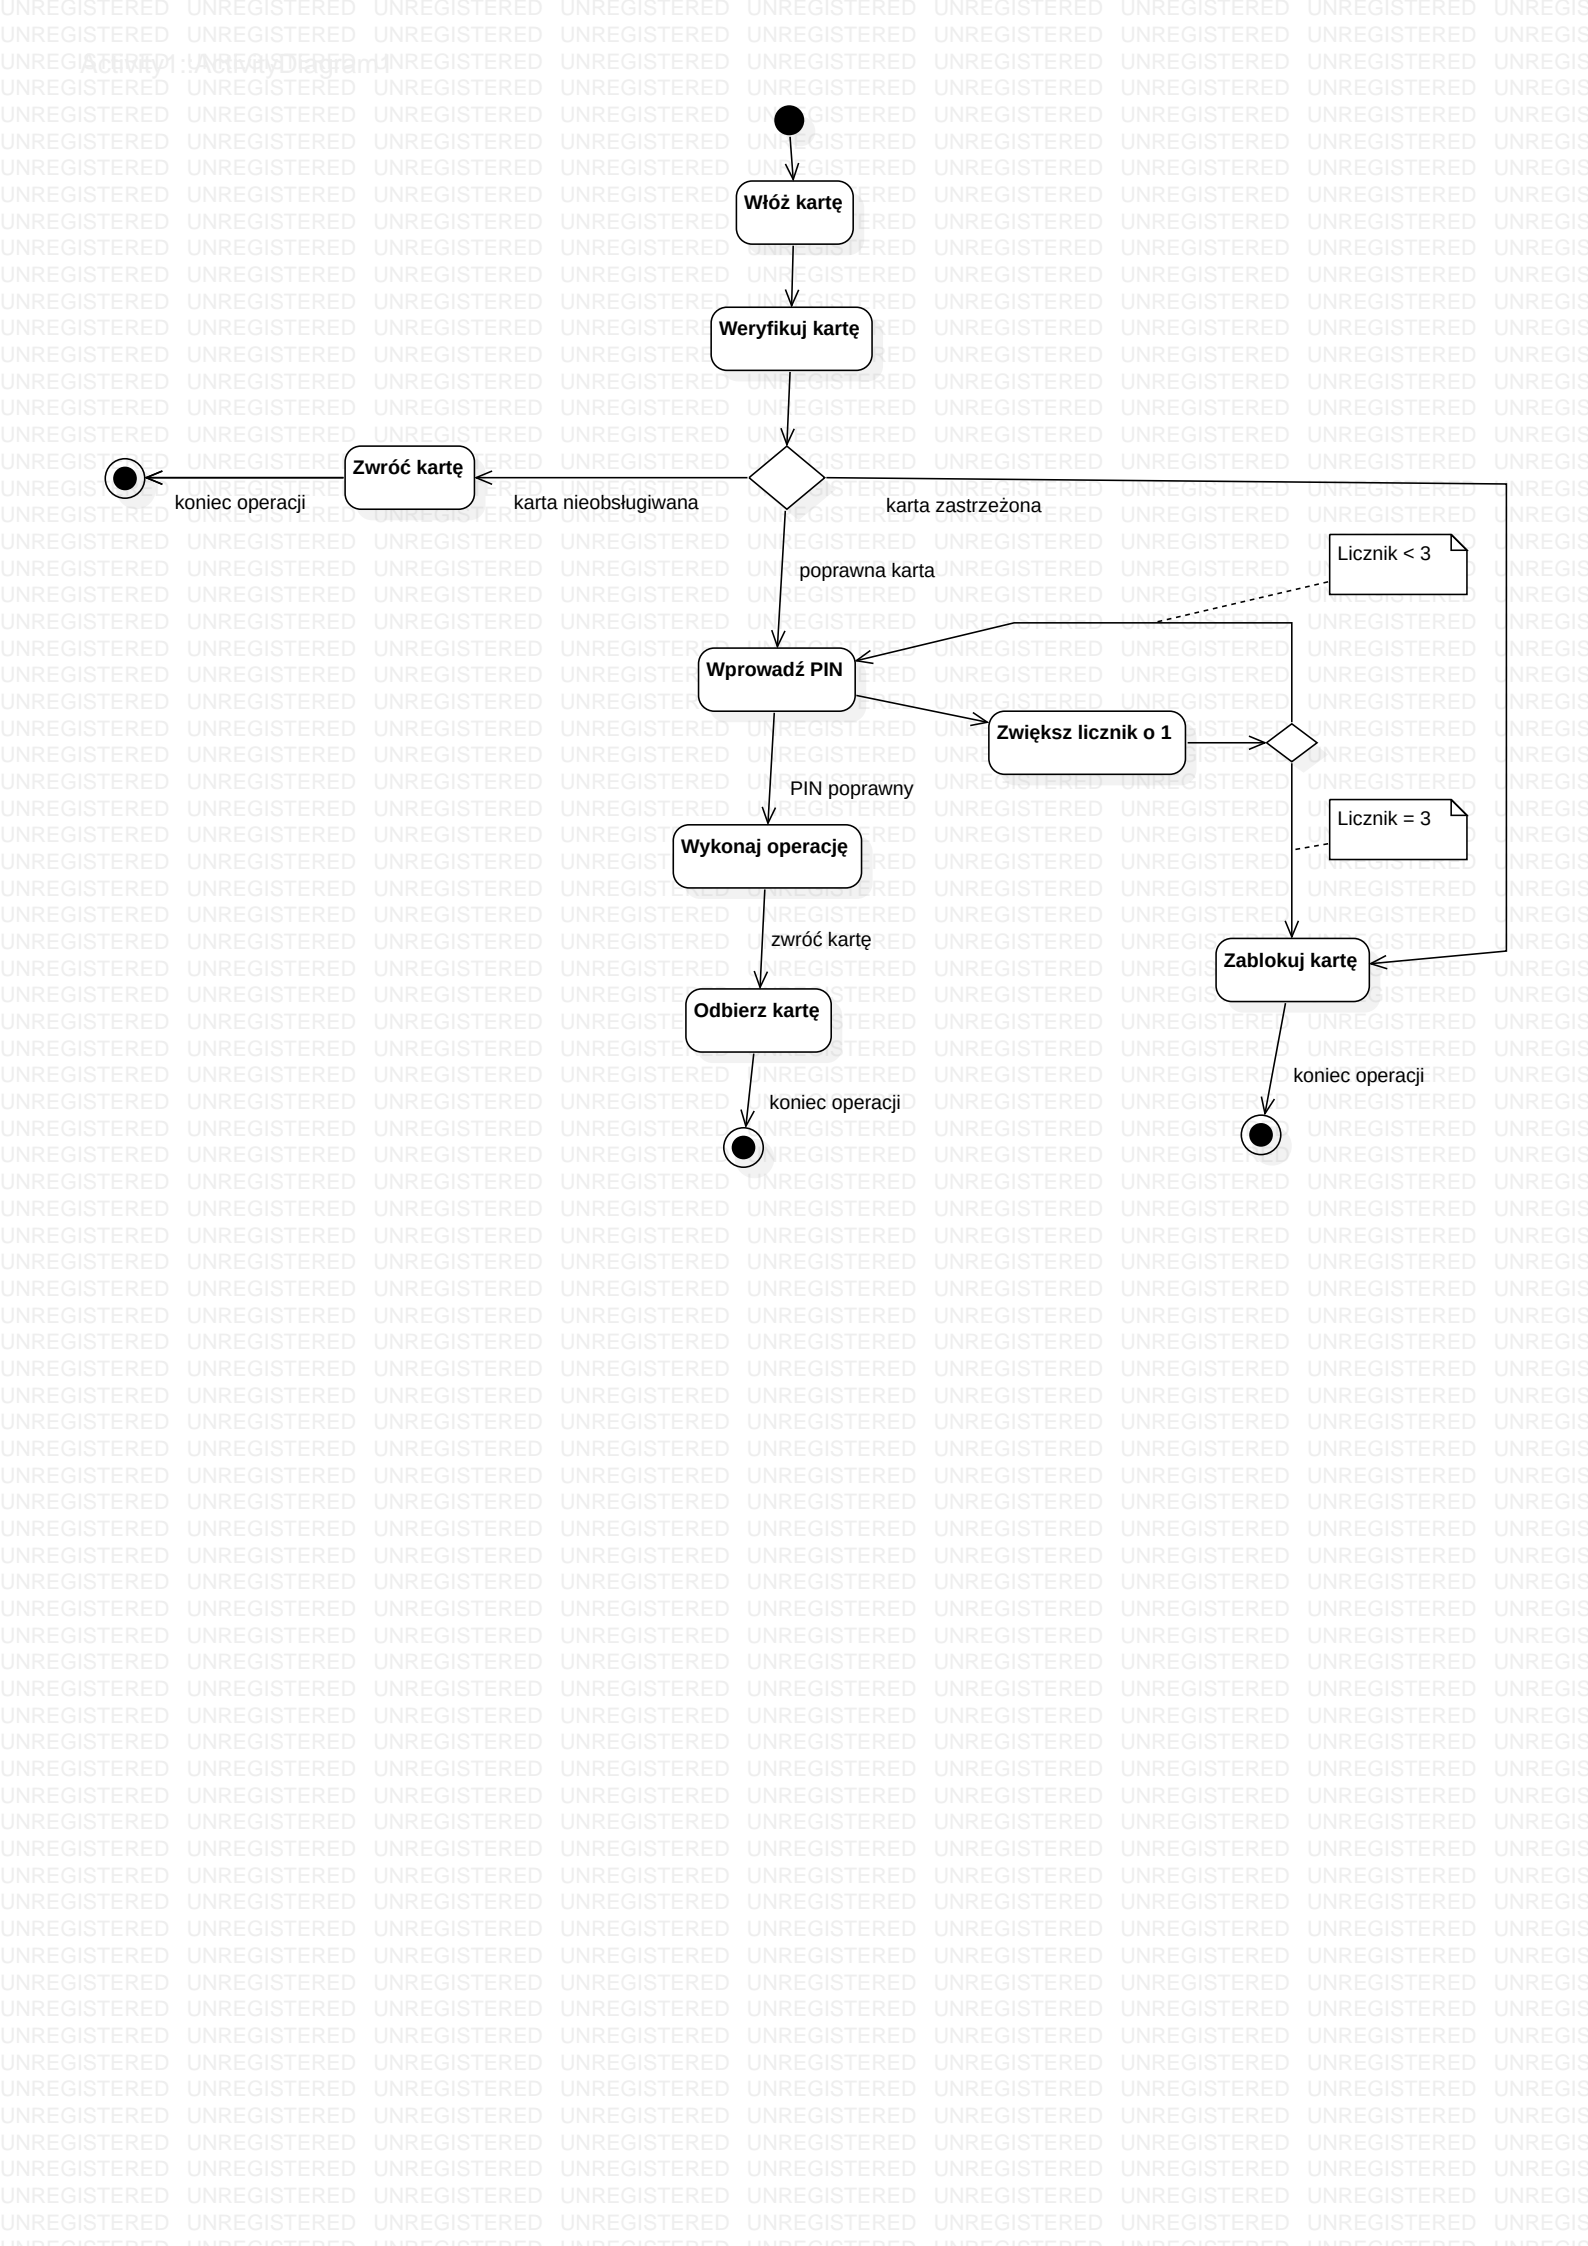 Activity1::ActivityDiagram1
Włóż kartę
Weryfikuj kartę
Zwróć kartę
koniec operacji
karta nieobsługiwana
karta zastrzeżona
Licznik < 3
poprawna karta
Wprowadź PIN
Zwiększ licznik o 1
PIN poprawny
Licznik = 3
Wykonaj operację
zwróć kartę
Zablokuj kartę
Odbierz kartę
koniec operacji
koniec operacji
UNREGISTERED